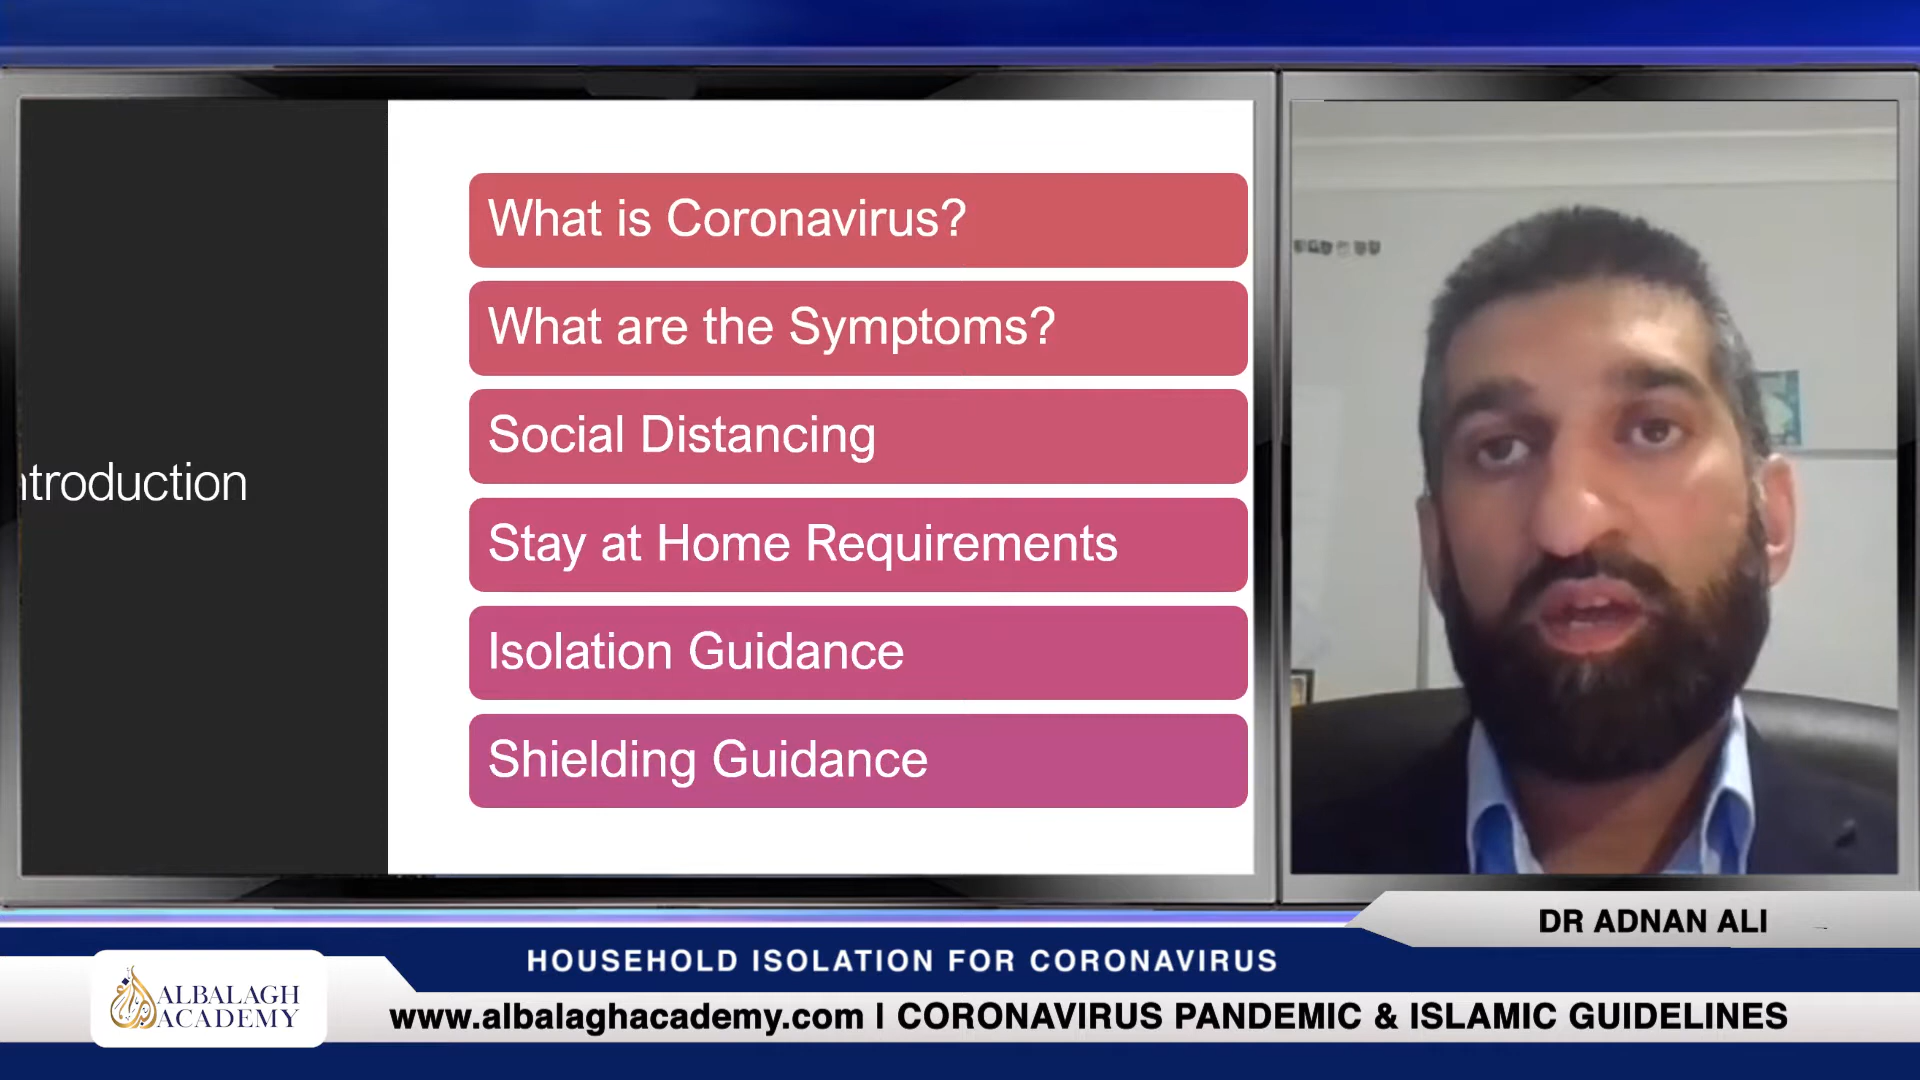 ntroduction
What is Coronavirus?
What are the Symptoms?
Social Distancing
Stay at Home Requirements
Isolation Guidance
Shielding Guidance
DR ADNAN ALI
HOUSEHOLD ISOLATION FOR CORONAVIRUS
ALBALAGH
ACADEMY
www.albalaghacademy.com | CORONAVIRUS PANDEMIC & ISLAMIC GUIDELINES